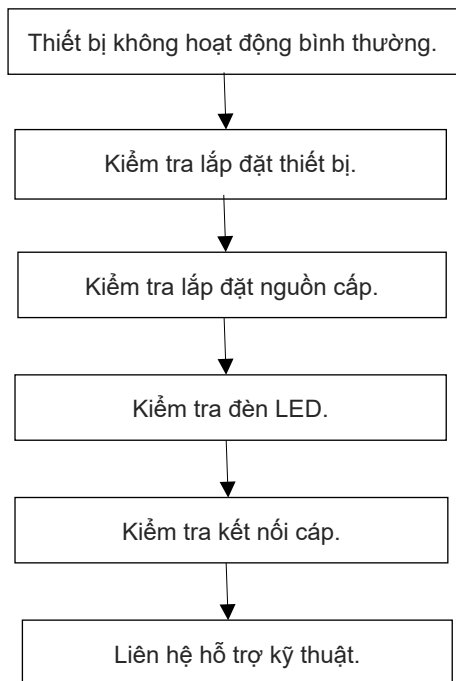 Thiết bị không hoạt động bình thường.
Kiểm tra lắp đặt thiết bị.
Kiểm tra lắp đặt nguồn cấp.
Kiểm tra đèn LED.
Kiểm tra kết nối cáp.
Liên hệ hỗ trợ kỹ thuật.